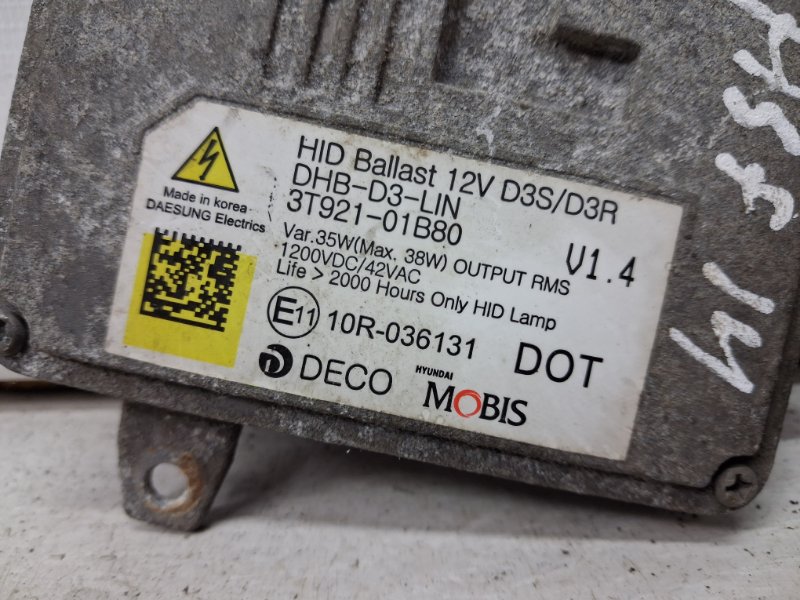 HID Ballast 12V D3S/D3R
DHB-D3-LIN
3T921-01B80
V1.4
Made in korea
DAESUNG Electrics
Var.35W(Max, 38W) OUTPUT RMS
1200VDC/42VAC
Life > 2000 Hours Only HID Lamp
E11 10R-036131
DOT
DECO
HYUNDAI
MOBIS